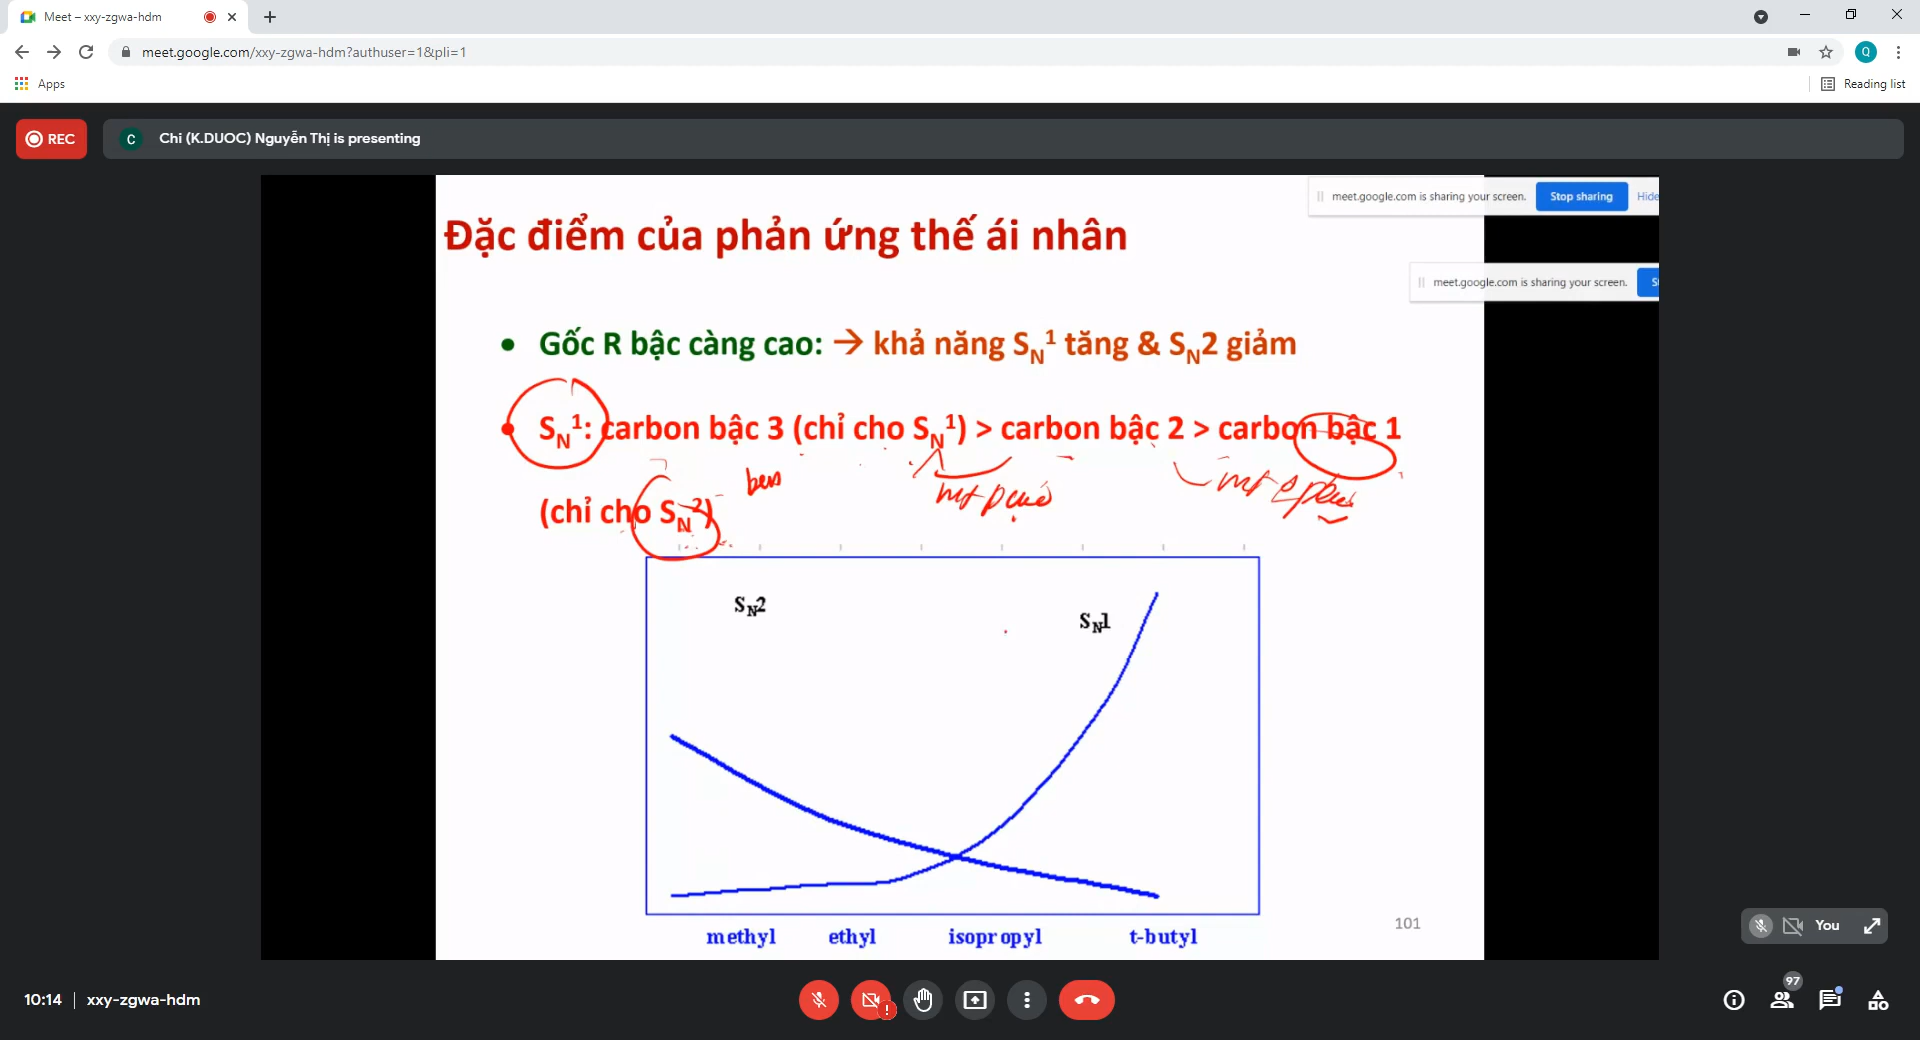 Meet – xxy-zgwa-hdm
meet.google.com/xxy-zgwa-hdm?authuser=1&pli=1
Q
Apps
Reading list
REC
C
Chi (K.DUOC) Nguyễn Thị is presenting
meet.google.com is sharing your screen.
Stop sharing
Hide
Đặc điểm của phản ứng thế ái nhân
meet.google.com is sharing your screen.
Gốc R bậc càng cao: → khả năng SN1 tăng & SN2 giảm
SN1: carbon bậc 3 (chỉ cho SN1) > carbon bậc 2 > carbon bậc 1
(chỉ cho SN2)
SN2
SN1
methyl ethyl isopropyl t-butyl
101
You
10:14 | xxy-zgwa-hdm
97